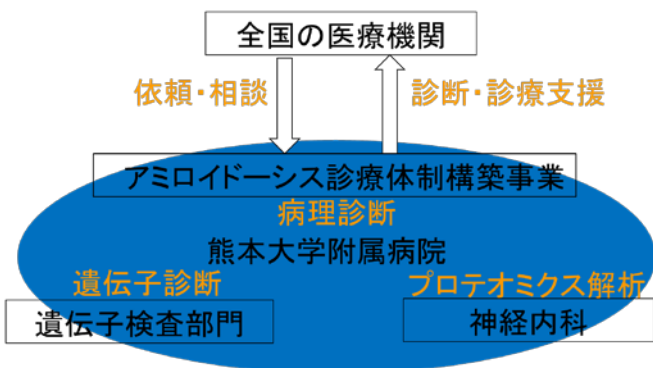 全国の医療機関
依頼・相談
診断・診療支援
アミロイドーシス診療体制構築事業
病理診断
熊本大学附属病院
遺伝子診断
プロテオミクス解析
遺伝子検査部門
神経内科